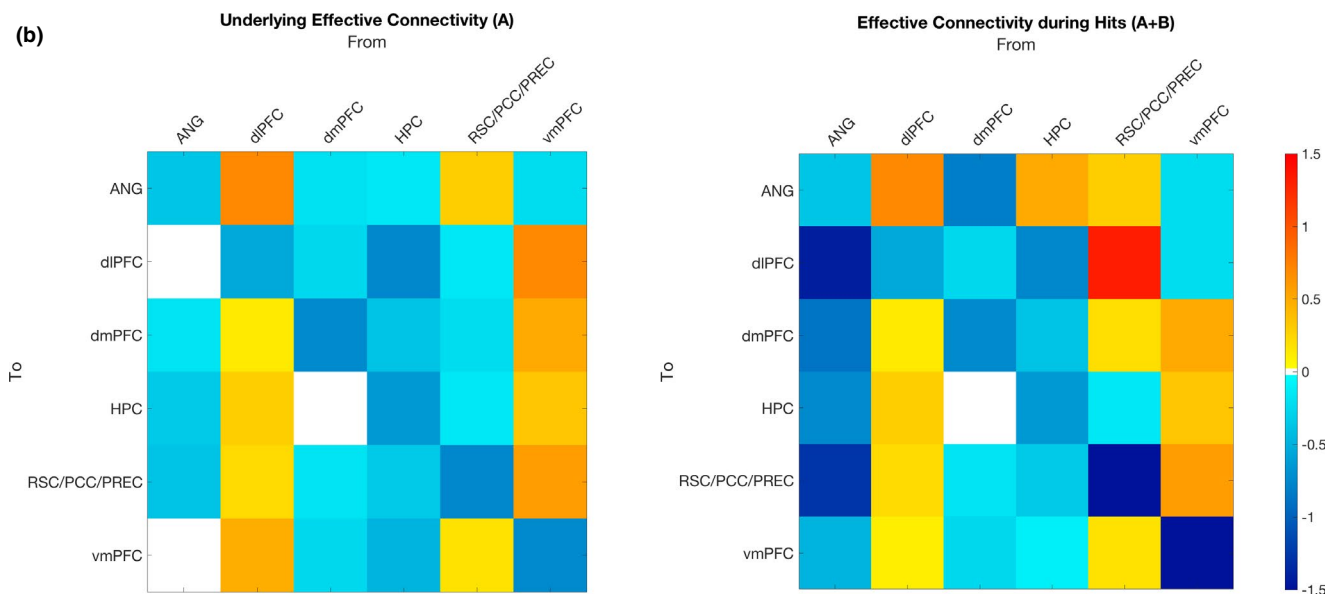 (b)
Underlying Effective Connectivity (A)
From
ANG
dlPFC
dmPFC
HPC
RSC/PCC/PREC
vmPFC
To
ANG
dlPFC
dmPFC
HPC
RSC/PCC/PREC
vmPFC
Effective Connectivity during Hits (A+B)
From
ANG
dlPFC
dmPFC
HPC
RSC/PCC/PREC
vmPFC
To
ANG
dlPFC
dmPFC
HPC
RSC/PCC/PREC
vmPFC
1.5
1
0.5
0
-0.5
-1
-1.5